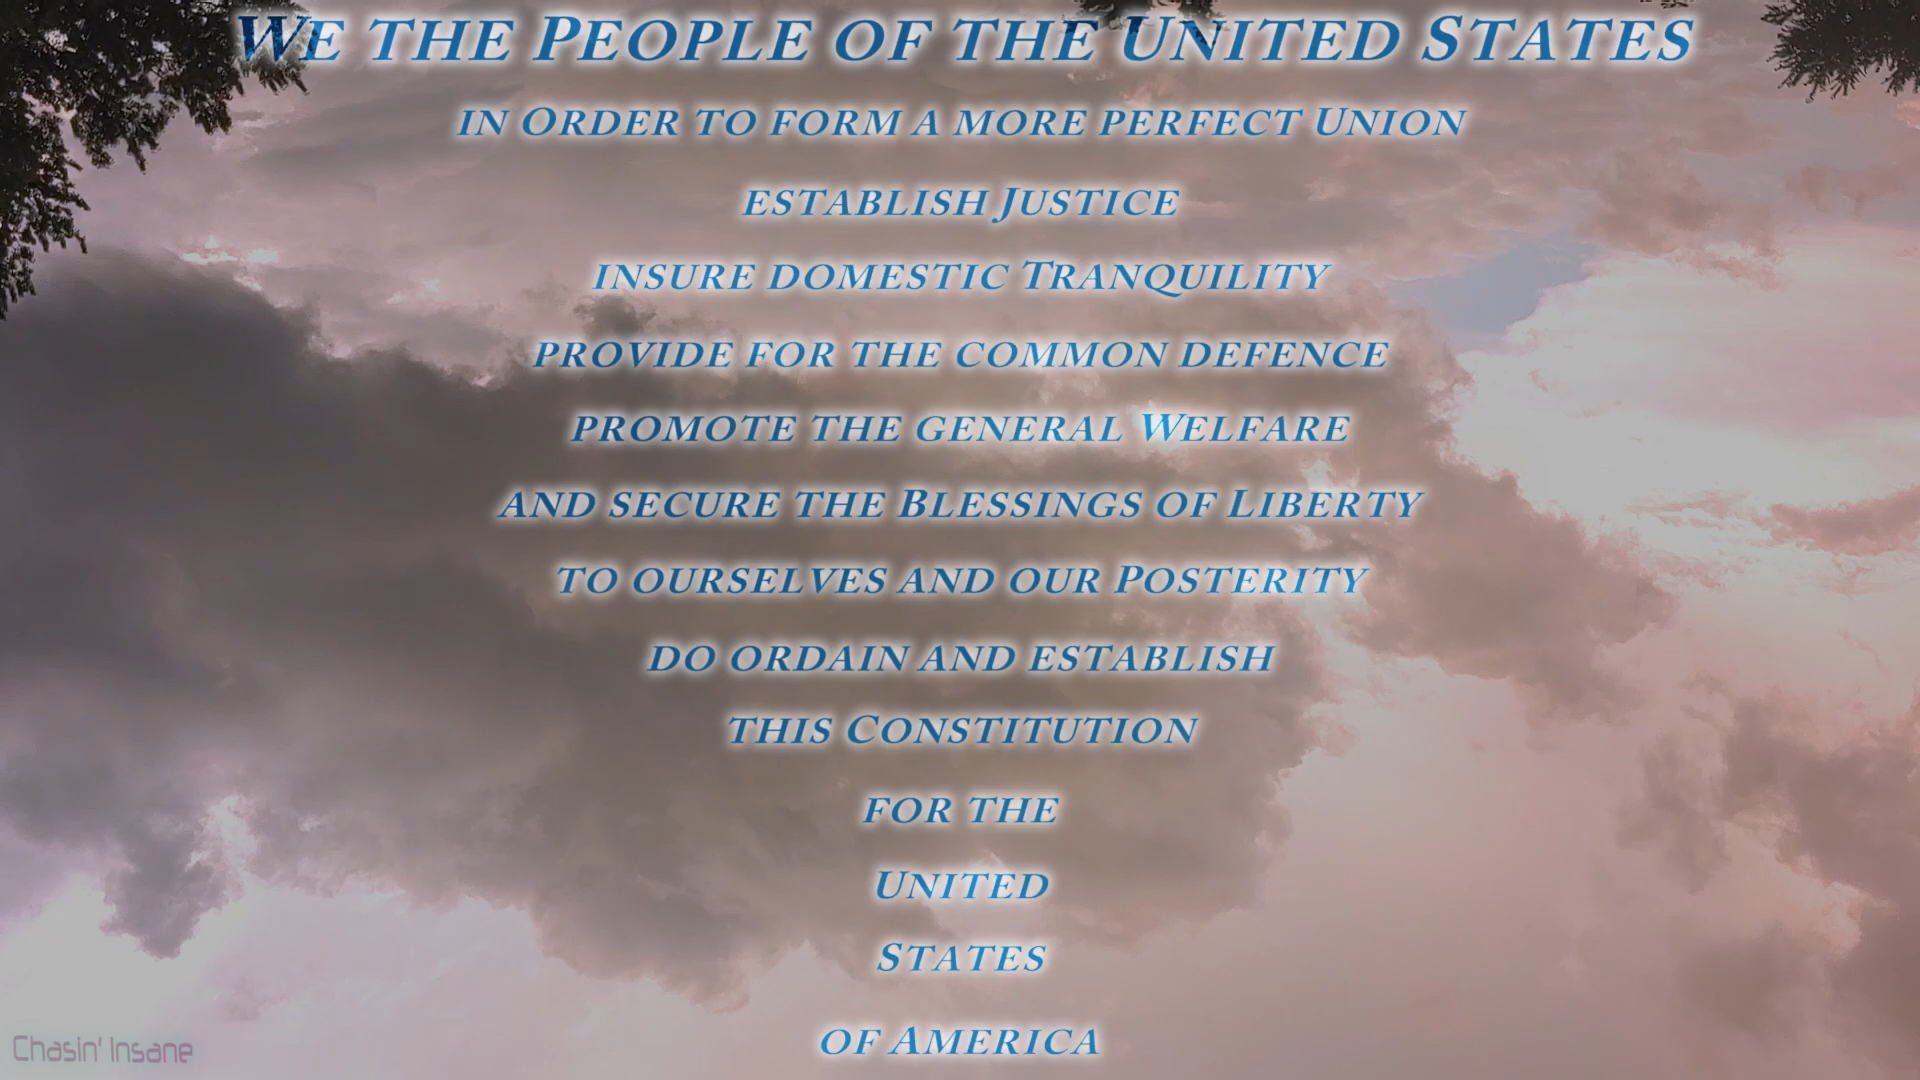 We the People of the United States
in Order to form a more perfect Union
establish Justice
insure domestic Tranquility
provide for the common defence
promote the general Welfare
and secure the Blessings of Liberty
to ourselves and our Posterity
do ordain and establish
this Constitution
for the
United
States
of America
Chasin' Insane